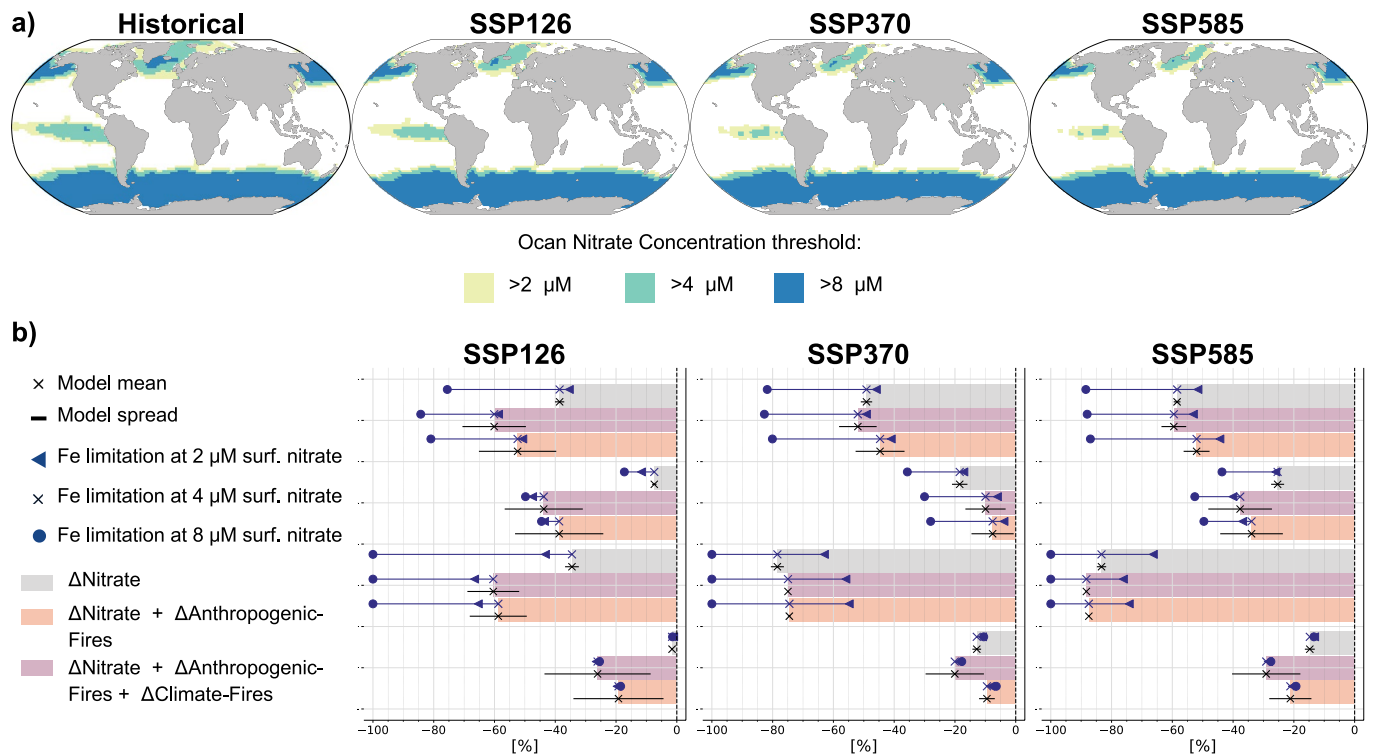 a)
Historical
SSP126
SSP370
SSP585
Ocan Nitrate Concentration threshold:
>2 μM
>4 μM
>8 μM
b)
SSP126
SSP370
SSP585
Model mean
Model spread
Fe limitation at 2 μM surf. nitrate
Fe limitation at 4 μM surf. nitrate
Fe limitation at 8 μM surf. nitrate
ΔNitrate
ΔNitrate + ΔAnthropogenic-
Fires
ΔNitrate + ΔAnthropogenic-
Fires + ΔClimate-Fires
−100 −80 −60 −40 −20 0
[%]
−100 −80 −60 −40 −20 0
[%]
−100 −80 −60 −40 −20 0
[%]